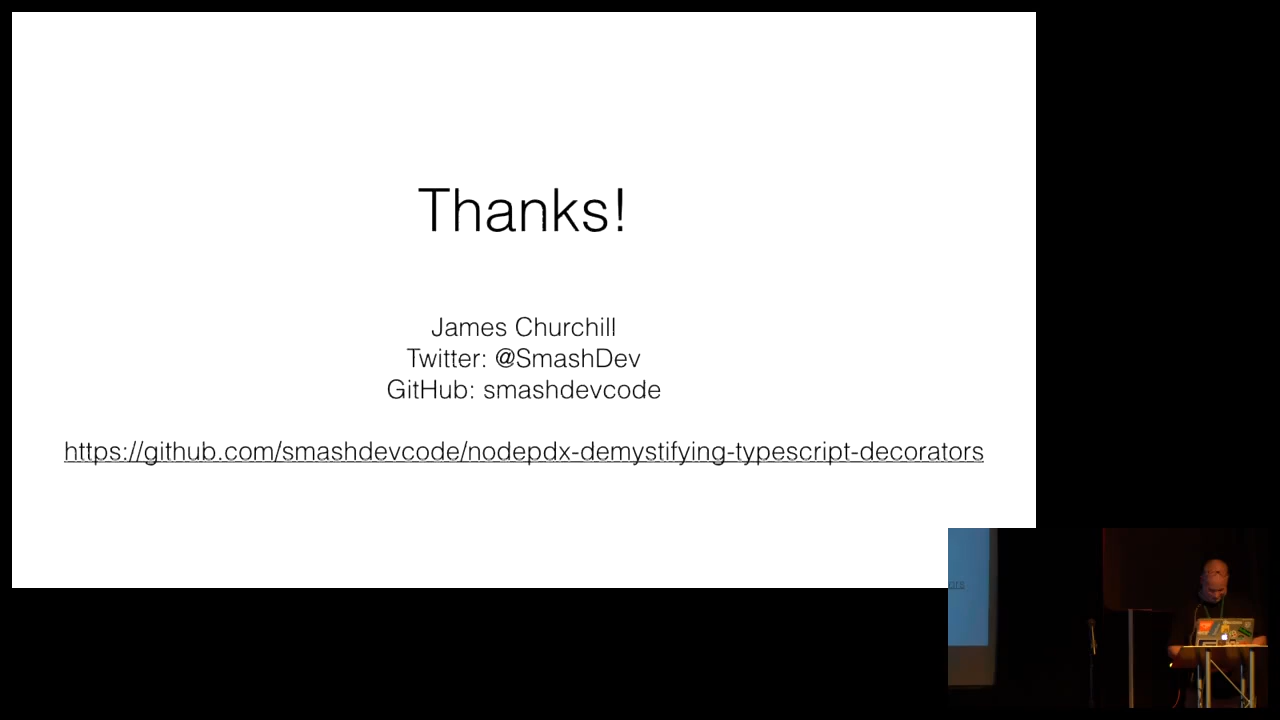 Thanks!
James Churchill
Twitter: @SmashDev
GitHub: smashdevcode
https://github.com/smashdevcode/nodepdx-demystifying-typescript-decorators